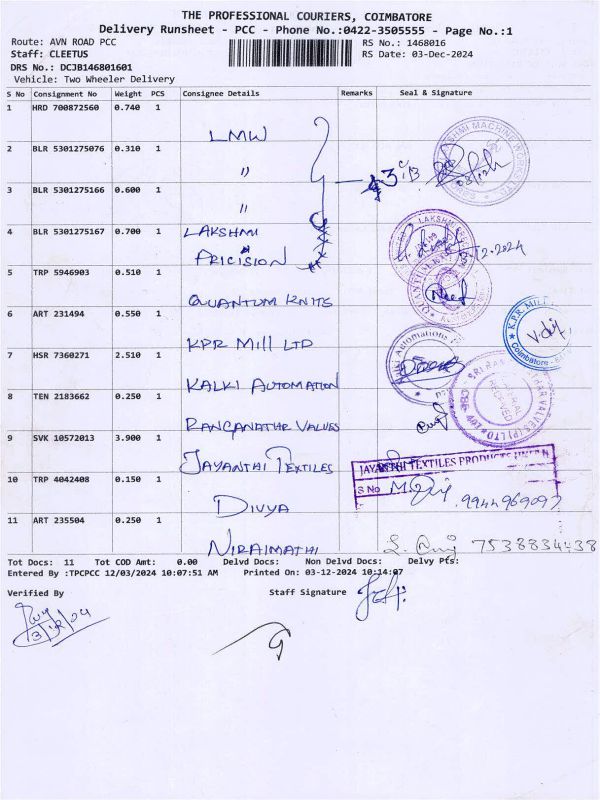 THE PROFESSIONAL COURIERS, COIMBATORE
Delivery Runsheet - PCC - Phone No.:0422-3505555 - Page No.:1
Route: AVN ROAD PCC
RS No.: 1468016
Staff: CLEETUS
RS Date: 03-Dec-2024
DRS No.: DCJB146801601
Vehicle: Two Wheeler Delivery
S No Consignment No Weight PCS Consignee Details Remarks Seal & Signature
1 HRD 700872560 0.740 1 LMW
2 BLR 5301275076 0.310 1 "
3 BLR 5301275166 0.600 1 "
4 BLR 5301275167 0.700 1 LAKSHMI PRICISION
5 TRP 5946903 0.510 1 QUANTUM KNITS
6 ART 231494 0.550 1 KPR Mill LTD
7 HSR 7360271 2.510 1 KALKI AUTOMATION
8 TEN 2183662 0.250 1 RANGANATHR VALVES
9 SVK 10572013 3.900 1 JAYANTHI TEXTILES
JAYANTHI TEXTILES PRODUCTS
S No
10 TRP 4042408 0.150 1 DIVYA 9944969097
11 ART 235504 0.250 1 NIRAIMATHI 7538834438
Tot Docs: 11 Tot COD Amt: 0.00 Delvd Docs: Non Delvd Docs: Delvy Pts:
Entered By :TPCPCC 12/03/2024 10:07:51 AM Printed On: 03-12-2024 10:14:07
Verified By
Staff Signature
3/12/24